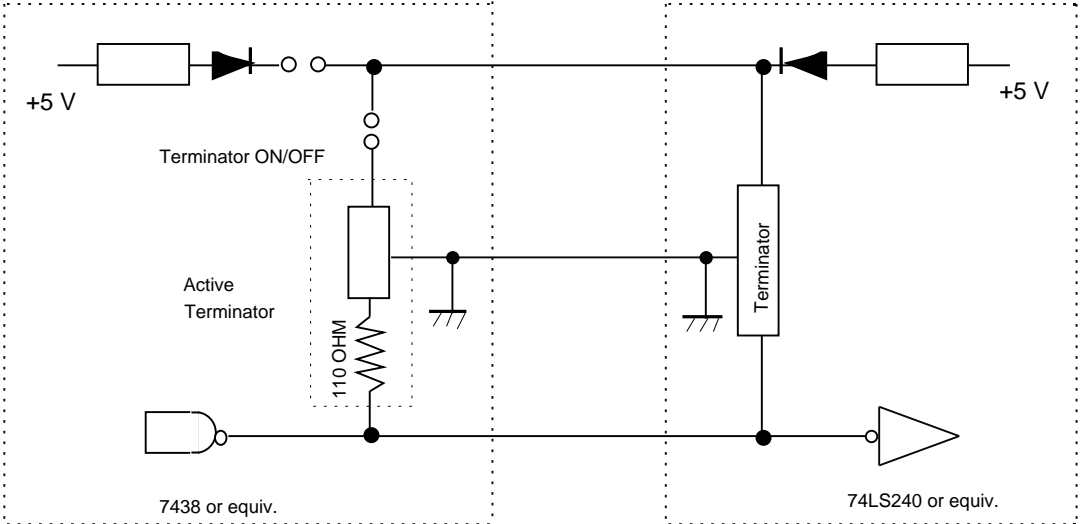 +5 V
+5 V
Terminator ON/OFF
Active
Terminator
110 OHM
Terminator
7438 or equiv.
74LS240 or equiv.